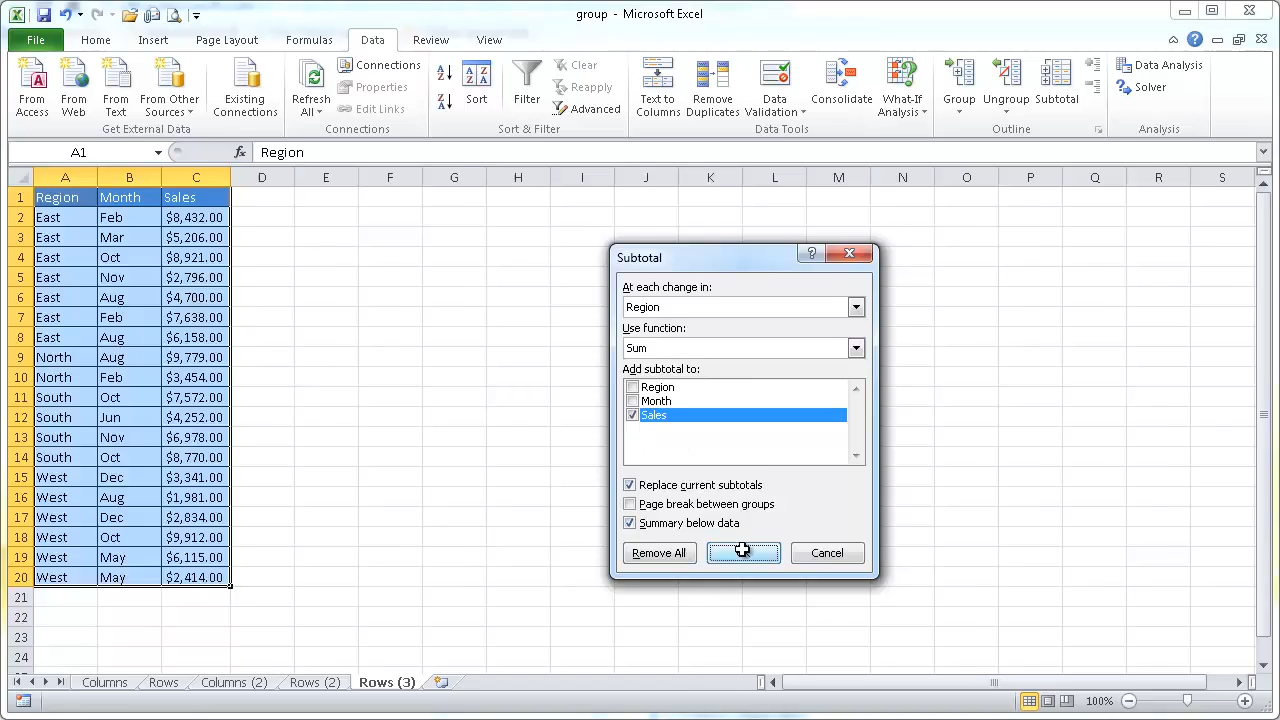 group - Microsoft Excel
File Home Insert Page Layout Formulas Data Review View
From Access
From Web
From Text
From Other Sources
Existing Connections
Get External Data
Refresh All
Connections
Properties
Edit Links
Connections
Sort
Filter
Clear
Reapply
Advanced
Sort & Filter
Text to Columns
Remove Duplicates
Data Validation
Consolidate
What-If Analysis
Data Tools
Group
Ungroup
Subtotal
Outline
Data Analysis
Solver
Analysis
A1 fx Region
A B C D E F G H I J K L M N O P Q R S
1 Region Month Sales
2 East Feb $8,432.00
3 East Mar $5,206.00
4 East Oct $8,921.00
5 East Nov $2,796.00
6 East Aug $4,700.00
7 East Feb $7,638.00
8 East Aug $6,158.00
9 North Aug $9,779.00
10 North Feb $3,454.00
11 South Oct $7,572.00
12 South Jun $4,252.00
13 South Nov $6,978.00
14 South Oct $8,770.00
15 West Dec $3,341.00
16 West Aug $1,981.00
17 West Dec $2,834.00
18 West Oct $9,912.00
19 West May $6,115.00
20 West May $2,414.00
21
22
23
24
Subtotal
At each change in:
Region
Use function:
Sum
Add subtotal to:
Region
Month
Sales
Replace current subtotals
Page break between groups
Summary below data
Remove All Cancel
Columns Rows Columns (2) Rows (2) Rows (3)
100%